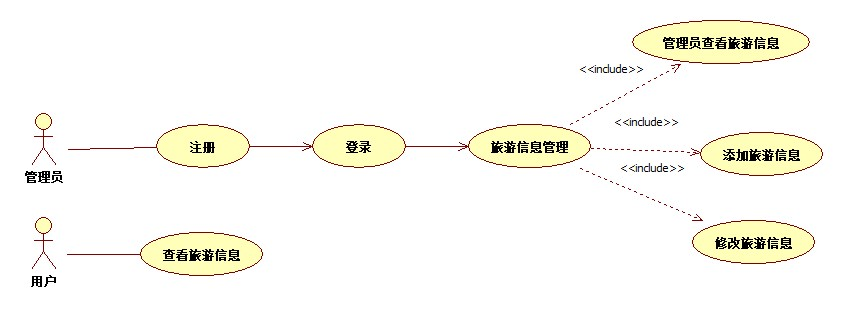 管理员查看旅游信息
<<include>>
<<include>>
注册
登录
旅游信息管理
添加旅游信息
<<include>>
管理员
修改旅游信息
查看旅游信息
用户